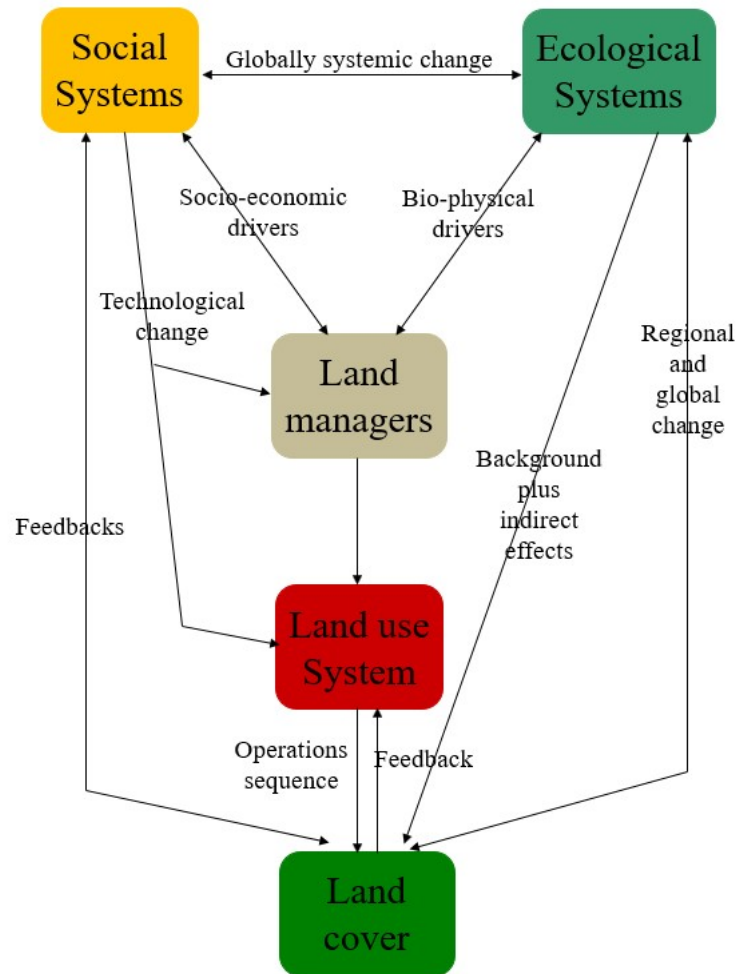 Social
Systems
Globally systemic change
Ecological
Systems
Socio-economic
drivers
Bio-physical
drivers
Technological
change
Land
managers
Regional
and
global
change
Background
plus
indirect
effects
Feedbacks
Land use
System
Operations
sequence
Feedback
Land
cover